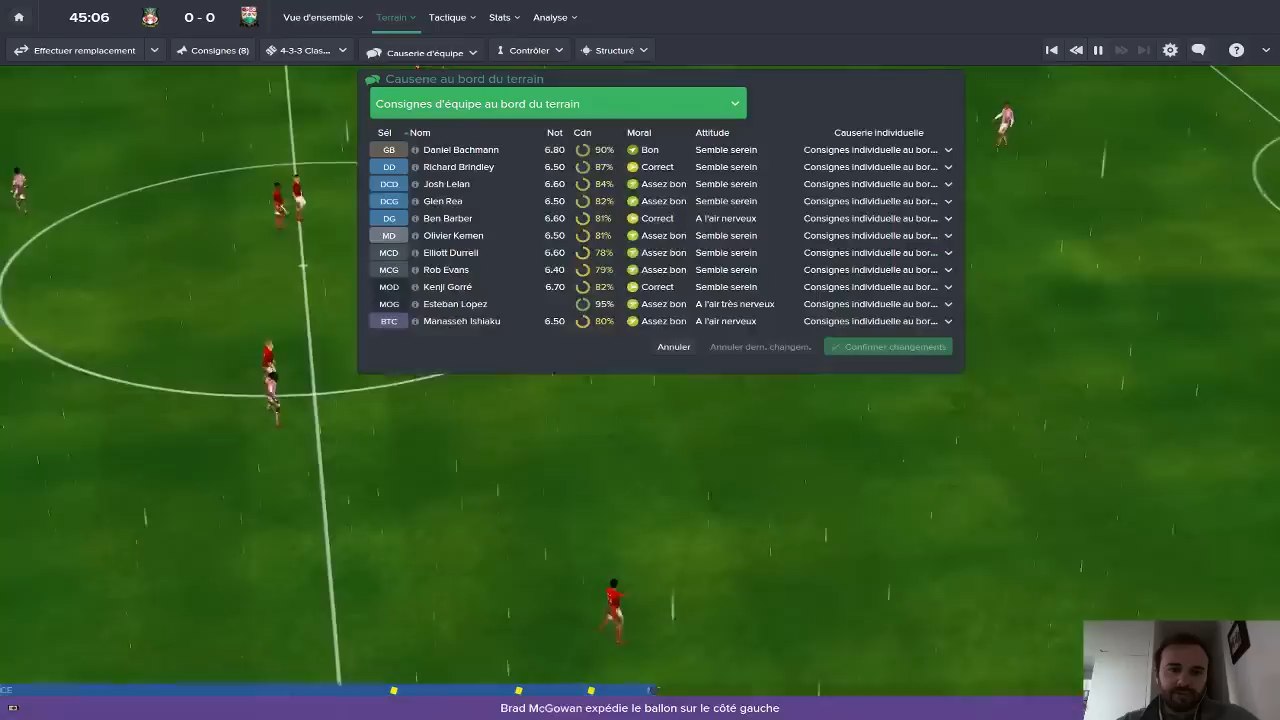 45:06 0 - 0 Vue d'ensemble Terrain Tactique Stats Analyse
Effectuer remplacement Consignes (8) 4-3-3 Clas... Causerie d'équipe Contrôler Structuré
Causerie au bord du terrain
Consignes d'équipe au bord du terrain
Sél Nom Not Cdn Moral Attitude Causerie individuelle
GB Daniel Bachmann 6.80 90% Bon Semble serein Consignes individuelle au bor...
DD Richard Brindley 6.50 87% Correct Semble serein Consignes individuelle au bor...
DCD Josh Lelan 6.60 84% Assez bon Semble serein Consignes individuelle au bor...
DCG Glen Rea 6.50 82% Assez bon Semble serein Consignes individuelle au bor...
DG Ben Barber 6.60 81% Correct A l'air nerveux Consignes individuelle au bor...
MD Olivier Kemen 6.50 81% Assez bon Semble serein Consignes individuelle au bor...
MCD Elliott Durrell 6.60 78% Assez bon Semble serein Consignes individuelle au bor...
MCG Rob Evans 6.40 79% Assez bon Semble serein Consignes individuelle au bor...
MOD Kenji Gorré 6.70 82% Correct Semble serein Consignes individuelle au bor...
MOG Esteban Lopez 95% Assez bon A l'air très nerveux Consignes individuelle au bor...
BTC Manasseh Ishiaku 6.50 80% Assez bon A l'air nerveux Consignes individuelle au bor...
Annuler Annuler dern. changem. Confirmer changements
CE
Brad McGowan expédie le ballon sur le côté gauche